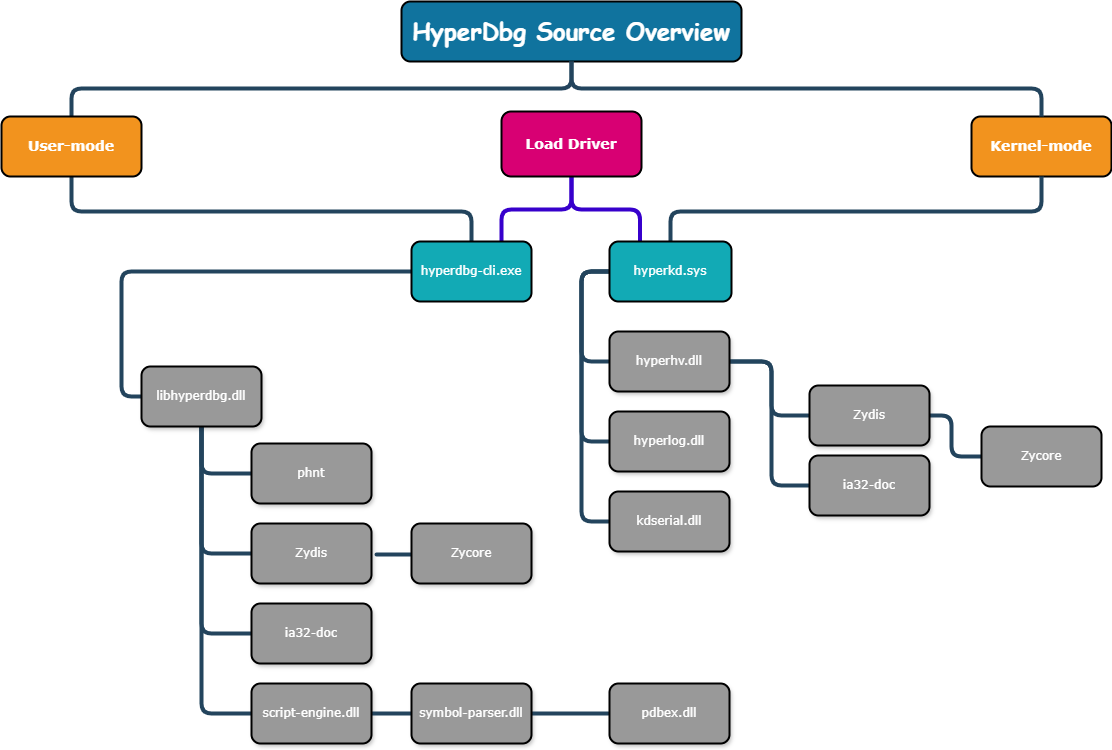 HyperDbg Source Overview
User-mode
Load Driver
Kernel-mode
hyperdbg-cli.exe
hyperkd.sys
hyperhv.dll
libhyperdbg.dll
Zydis
hyperlog.dll
Zycore
phnt
ia32-doc
kdserial.dll
Zydis
Zycore
ia32-doc
script-engine.dll
symbol-parser.dll
pdbex.dll